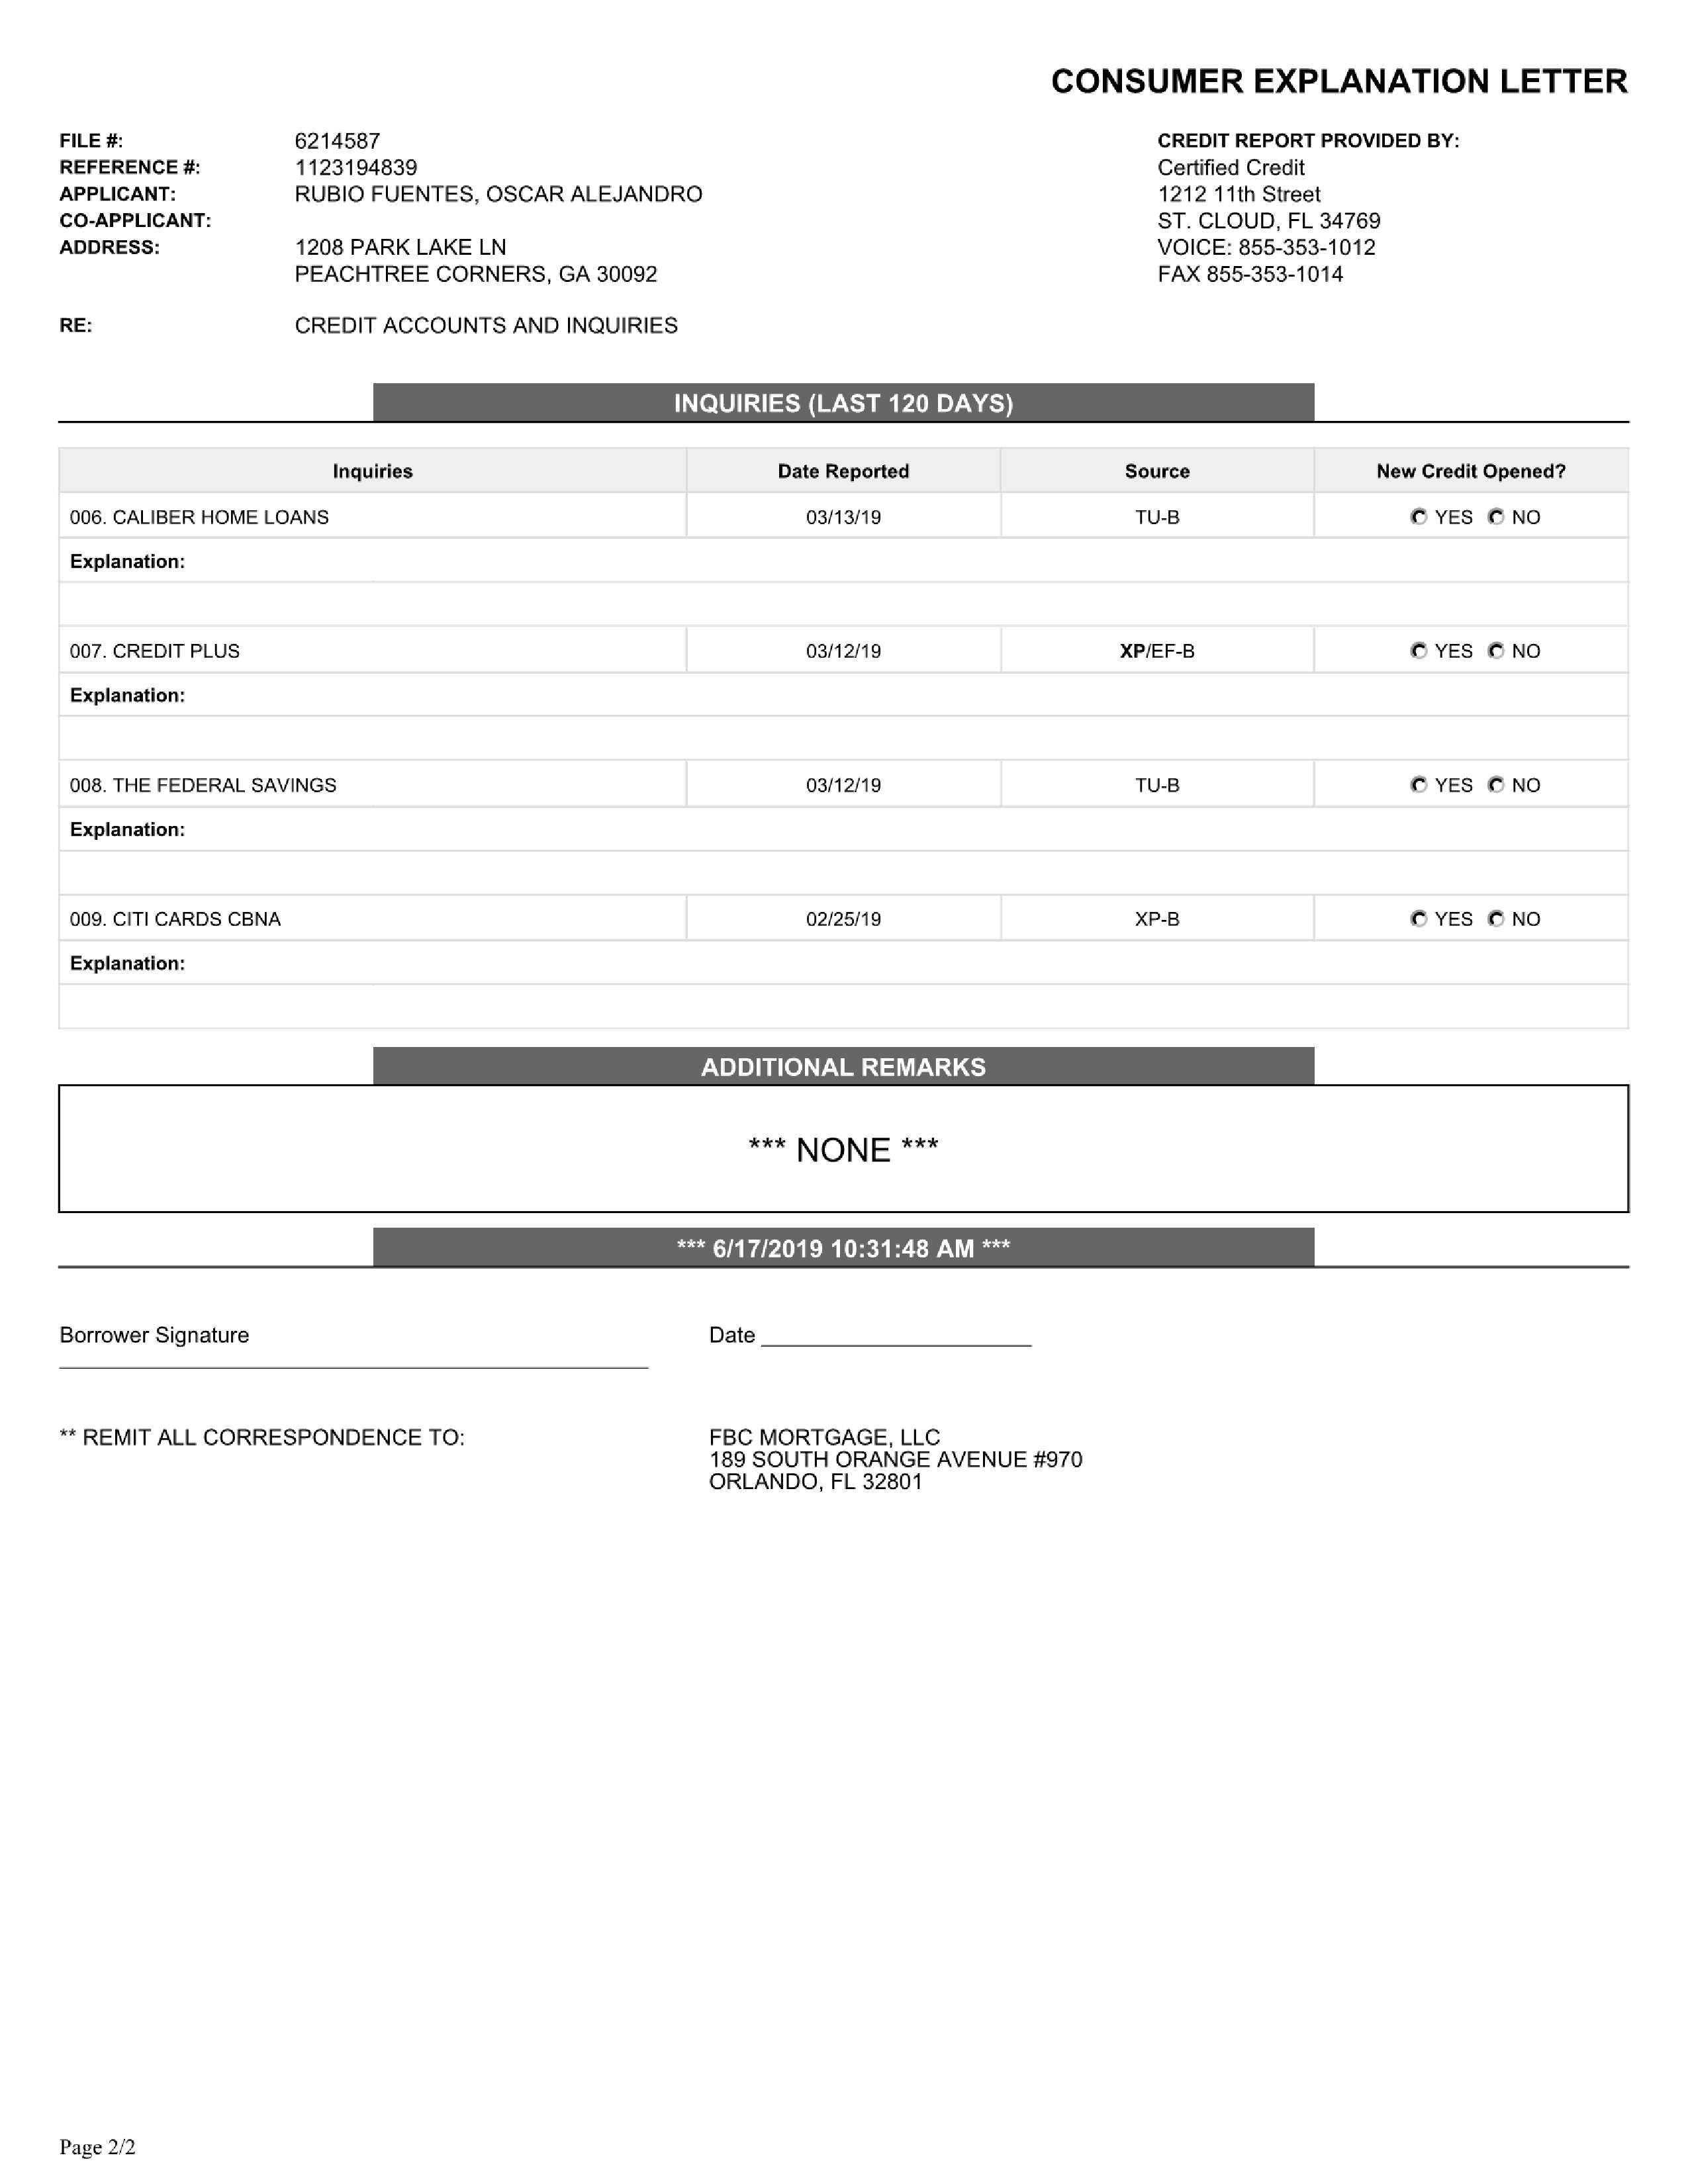 CONSUMER EXPLANATION LETTER
FILE #: 6214587
REFERENCE #: 1123194839
APPLICANT: RUBIO FUENTES, OSCAR ALEJANDRO
CO-APPLICANT:
ADDRESS: 1208 PARK LAKE LN
PEACHTREE CORNERS, GA 30092
RE: CREDIT ACCOUNTS AND INQUIRIES
CREDIT REPORT PROVIDED BY:
Certified Credit
1212 11th Street
ST. CLOUD, FL 34769
VOICE: 855-353-1012
FAX 855-353-1014
INQUIRIES (LAST 120 DAYS)
Inquiries Date Reported Source New Credit Opened?
006. CALIBER HOME LOANS 03/13/19 TU-B YES NO
Explanation:
007. CREDIT PLUS 03/12/19 XP/EF-B YES NO
Explanation:
008. THE FEDERAL SAVINGS 03/12/19 TU-B YES NO
Explanation:
009. CITI CARDS CBNA 02/25/19 XP-B YES NO
Explanation:
ADDITIONAL REMARKS
*** NONE ***
*** 6/17/2019 10:31:48 AM ***
Borrower Signature Date
** REMIT ALL CORRESPONDENCE TO: FBC MORTGAGE, LLC
189 SOUTH ORANGE AVENUE #970
ORLANDO, FL 32801
Page 2/2